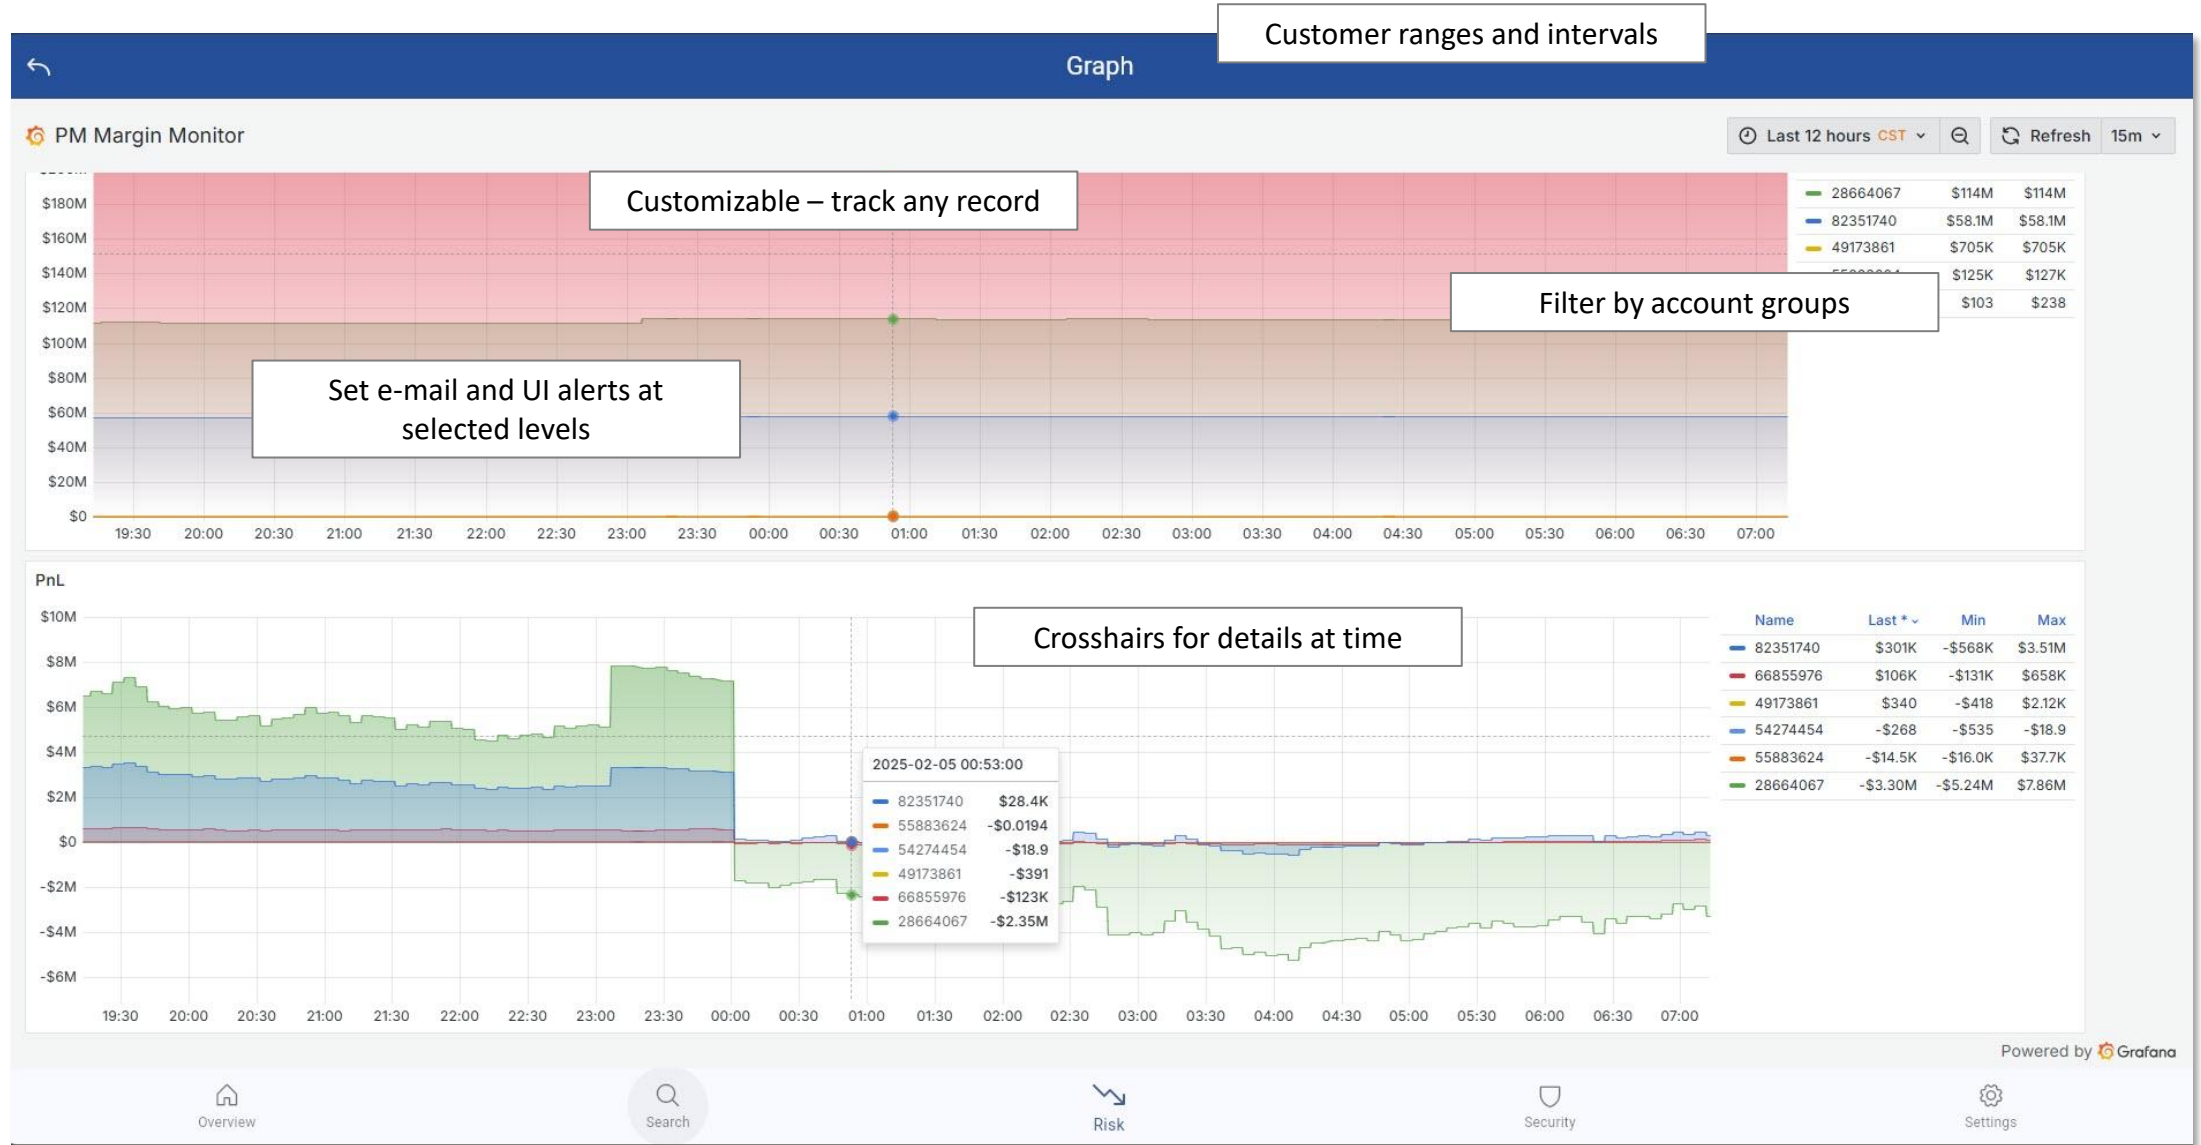 Customer ranges and intervals
Graph
PM Margin Monitor
Last 12 hours CST
Refresh 15m
Customizable – track any record
$180M
$160M
$140M
$120M
$100M
$80M
$60M
$40M
$20M
$0
28664067 $114M $114M
82351740 $58.1M $58.1M
49173861 $705K $705K
$125K $127K
$103 $238
Filter by account groups
Set e-mail and UI alerts at
selected levels
19:30 20:00 20:30 21:00 21:30 22:00 22:30 23:00 23:30 00:00 00:30 01:00 01:30 02:00 02:30 03:00 03:30 04:00 04:30 05:00 05:30 06:00 06:30 07:00
PnL
$10M
$8M
$6M
$4M
$2M
$0
-$2M
-$4M
-$6M
Crosshairs for details at time
Name Last * Min Max
82351740 $301K -$568K $3.51M
66855976 $106K -$131K $658K
49173861 $340 -$418 $2.12K
54274454 -$268 -$535 -$18.9
55883624 -$14.5K -$16.0K $37.7K
28664067 -$3.30M -$5.24M $7.86M
2025-02-05 00:53:00
82351740 $28.4K
55883624 -$0.0194
54274454 -$18.9
49173861 -$391
66855976 -$123K
28664067 -$2.35M
19:30 20:00 20:30 21:00 21:30 22:00 22:30 23:00 23:30 00:00 00:30 01:00 01:30 02:00 02:30 03:00 03:30 04:00 04:30 05:00 05:30 06:00 06:30 07:00
Powered by Grafana
Overview
Search
Risk
Security
Settings